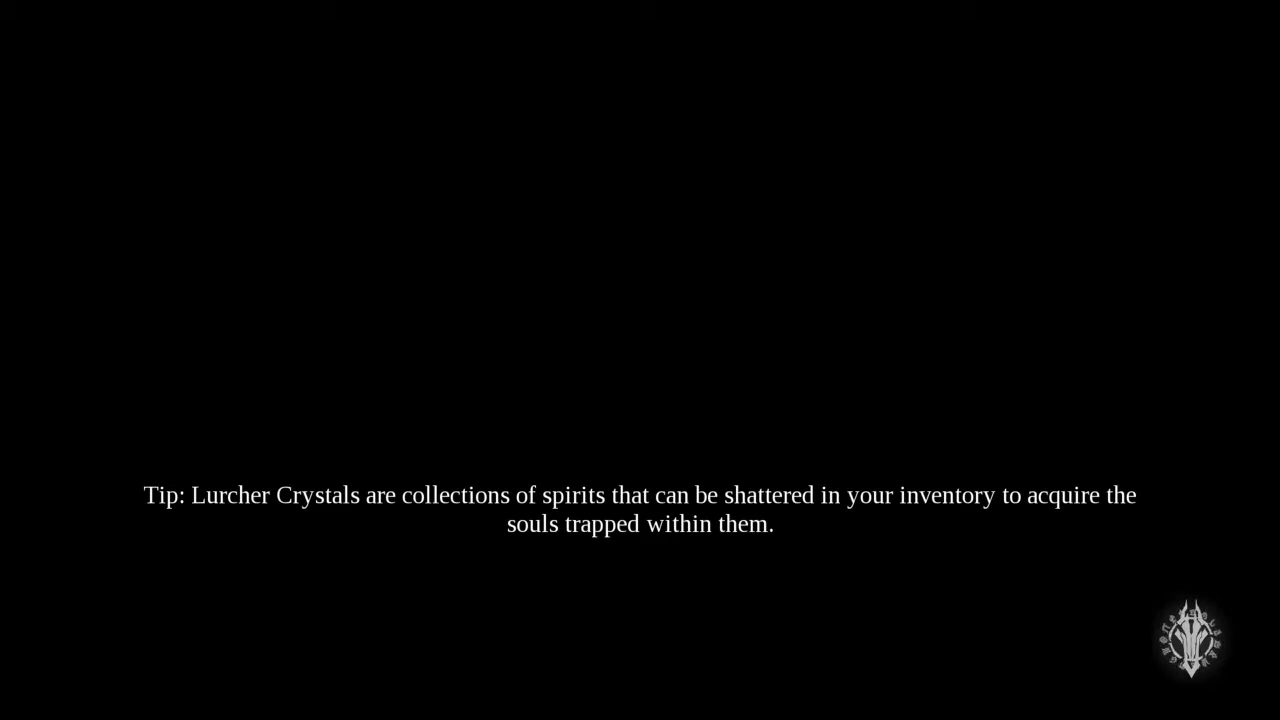 Tip: Lurcher Crystals are collections of spirits that can be shattered in your inventory to acquire the
souls trapped within them.